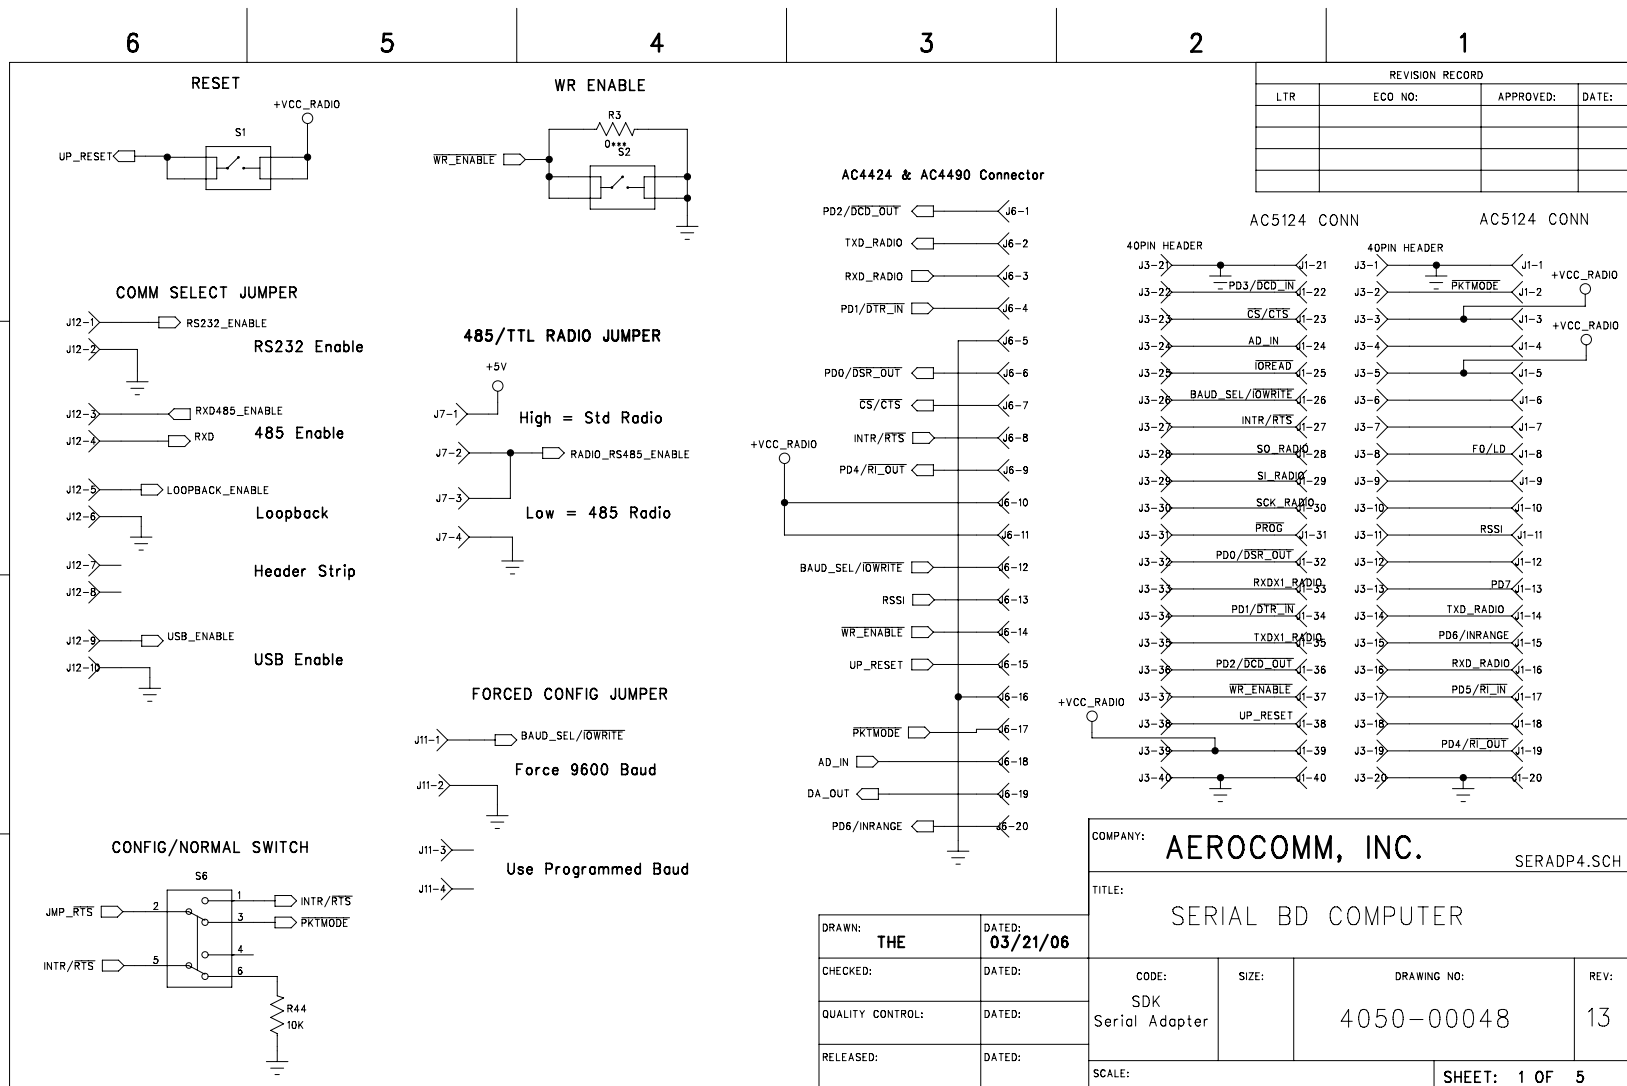 6 5 4 3 2 1
REVISION RECORD
LTR ECO NO: APPROVED: DATE:
RESET
+VCC_RADIO
S1
UP_RESET
WR ENABLE
R3
0***
S2
WR_ENABLE
COMM SELECT JUMPER
J12-1 RS232_ENABLE
J12-2
RS232 Enable
J12-3 RXD485_ENABLE
J12-4 RXD
485 Enable
J12-5 LOOPBACK_ENABLE
J12-6
Loopback
J12-7
J12-8
Header Strip
J12-9 USB_ENABLE
J12-10
USB Enable
485/TTL RADIO JUMPER
+5V
J7-1
High = Std Radio
J7-2 RADIO_RS485_ENABLE
J7-3
Low = 485 Radio
J7-4
FORCED CONFIG JUMPER
J11-1 BAUD_SEL/IOWRITE
Force 9600 Baud
J11-2
J11-3
Use Programmed Baud
J11-4
CONFIG/NORMAL SWITCH
S6
1 INTR/RTS
JMP_RTS 2
3 PKTMODE
4
INTR/RTS 5
6
R44
10K
AC4424 & AC4490 Connector
PD2/DCD_OUT J6-1
TXD_RADIO J6-2
RXD_RADIO J6-3
PD1/DTR_IN J6-4
J6-5
PD0/DSR_OUT J6-6
CS/CTS J6-7
INTR/RTS J6-8
+VCC_RADIO
PD4/RI_OUT J6-9
J6-10
J6-11
BAUD_SEL/IOWRITE J6-12
RSSI J6-13
WR_ENABLE J6-14
UP_RESET J6-15
J6-16
PKTMODE J6-17
AD_IN J6-18
DA_OUT J6-19
PD6/INRANGE J6-20
AC5124 CONN
40PIN HEADER
J3-21 J1-21
J3-22 PD3/DCD_IN J1-22
J3-23 CS/CTS J1-23
J3-24 AD_IN J1-24
J3-25 IOREAD J1-25
J3-26 BAUD_SEL/IOWRITE J1-26
J3-27 INTR/RTS J1-27
J3-28 SO_RADIO J1-28
J3-29 SI_RADIO J1-29
J3-30 SCK_RADIO J1-30
J3-31 PROG J1-31
J3-32 PD0/DSR_OUT J1-32
J3-33 RXDX1_RADIO J1-33
J3-34 PD1/DTR_IN J1-34
J3-35 TXDX1_RADIO J1-35
J3-36 PD2/DCD_OUT J1-36
J3-37 WR_ENABLE J1-37
+VCC_RADIO
J3-38 UP_RESET J1-38
J3-39 J1-39
J3-40 J1-40
AC5124 CONN
40PIN HEADER
J3-1 J1-1
+VCC_RADIO
J3-2 PKTMODE J1-2
J3-3 J1-3
+VCC_RADIO
J3-4 J1-4
J3-5 J1-5
J3-6 J1-6
J3-7 J1-7
J3-8 FO/LD J1-8
J3-9 J1-9
J3-10 J1-10
J3-11 RSSI J1-11
J3-12 J1-12
J3-13 PD7 J1-13
J3-14 TXD_RADIO J1-14
J3-15 PD6/INRANGE J1-15
J3-16 RXD_RADIO J1-16
J3-17 PD5/RI_IN J1-17
J3-18 J1-18
J3-19 PD4/RI_OUT J1-19
J3-20 J1-20
COMPANY: AEROCOMM, INC. SERADP4.SCH
TITLE:
SERIAL BD COMPUTER
DRAWN: THE DATED: 03/21/06
CHECKED: DATED:
QUALITY CONTROL: DATED:
RELEASED: DATED:
CODE: SIZE: DRAWING NO: REV:
SDK
Serial Adapter
4050-00048 13
SCALE: SHEET: 1 OF 5